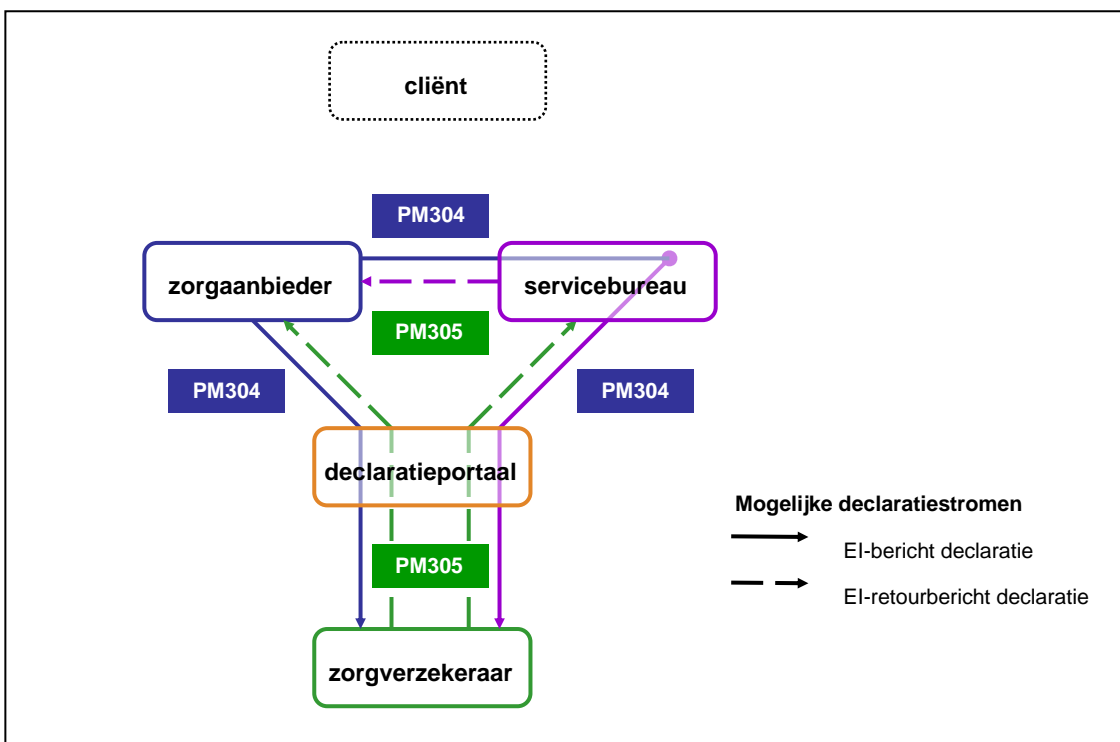 cliënt
PM304
zorgaanbieder
servicebureau
PM305
PM304
PM304
declaratieportaal
PM305
zorgverzekeraar
Mogelijke declaratiestromen
EI-bericht declaratie
EI-retourbericht declaratie